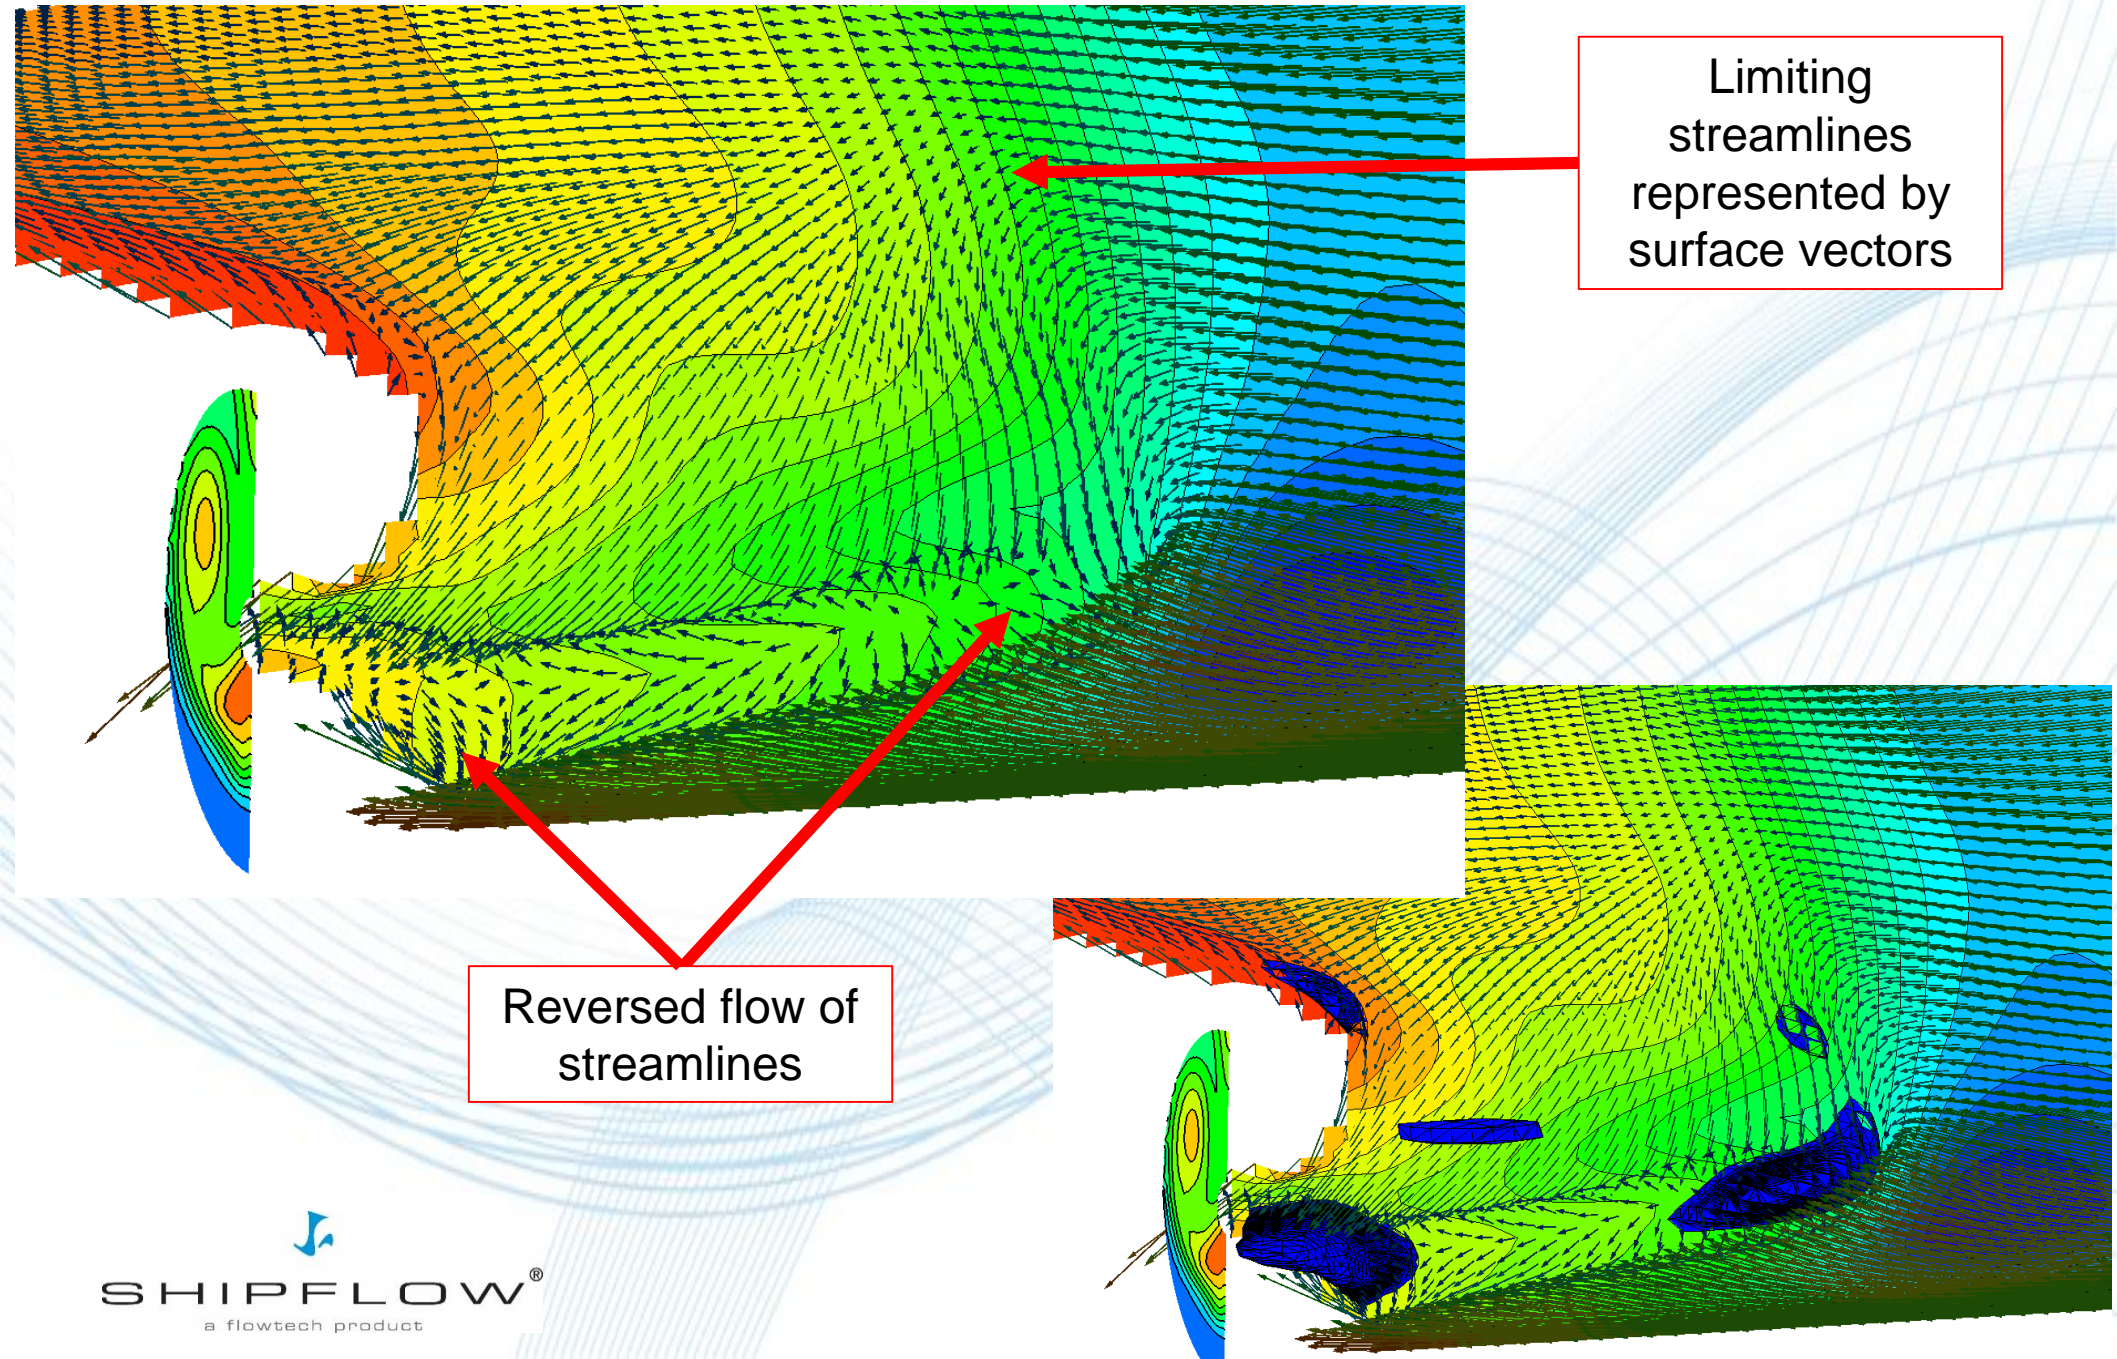 Limiting
streamlines
represented by
surface vectors
Reversed flow of
streamlines
SHIPFLOW®
a flowtech product